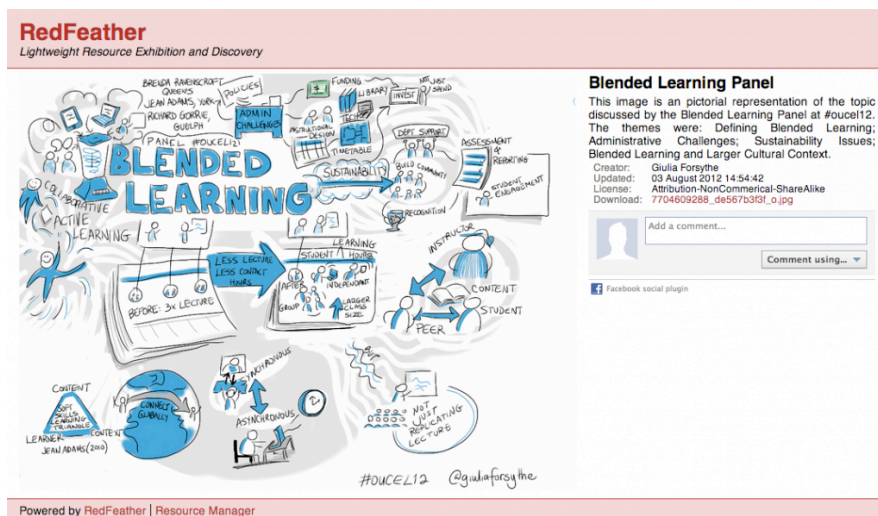 RedFeather
Lightweight Resource Exhibition and Discovery
BRENDA RAVENSCROFT
QUEENS
JEAN ADAMS, YORK
RICHARD GORRIE,
GUELPH
PANEL #OUCEL12
POLICIES
ADMIN
CHALLENGES
FUNDING
LIBRARY
TECH
INSTRUCTIONAL
DESIGN
TIMETABLE
INVEST
NOT JUST
/SAND
DEPT SUPPORT
BLENDED
LEARNING
SUSTAINABILITY
BUILD COMMUNITY
RECOGNITION
ASSESSMENT
&
REPORTING
STUDENT
ENGAGEMENT
ACTIVE
LEARNING
BEFORE: 3x LECTURE
LESS LECTURE
LESS CONTACT
HOURS
LEARNING
STUDENT HOURS
AFTER
INDEPENDANT
GROUP
LARGER
CLASS
SIZE
INSTRUCTOR
CONTENT
STUDENT
PEER
CONTENT
SOFT
SKILLS
LEARNING
TRIANGLE
LEARNER
CONTEXT
JEAN ADAMS (2010)
CONNECT
GLOBALLY
SYNCHRONOUS
ASYNCHRONOUS
NOT
JUST
REPLICATING
LECTURE
#OUCEL12 @giuliaforsythe
Blended Learning Panel
This image is an pictorial representation of the topic
discussed by the Blended Learning Panel at #oucel12.
The themes were: Defining Blended Learning;
Administrative Challenges; Sustainability Issues;
Blended Learning and Larger Cultural Context.
Creator: Giulia Forsythe
Updated: 03 August 2012 14:54:42
License: Attribution-NonCommerical-ShareAlike
Download: 7704609288_de567b3f3f_o.jpg
Add a comment...
Comment using...
Facebook social plugin
Powered by RedFeather | Resource Manager